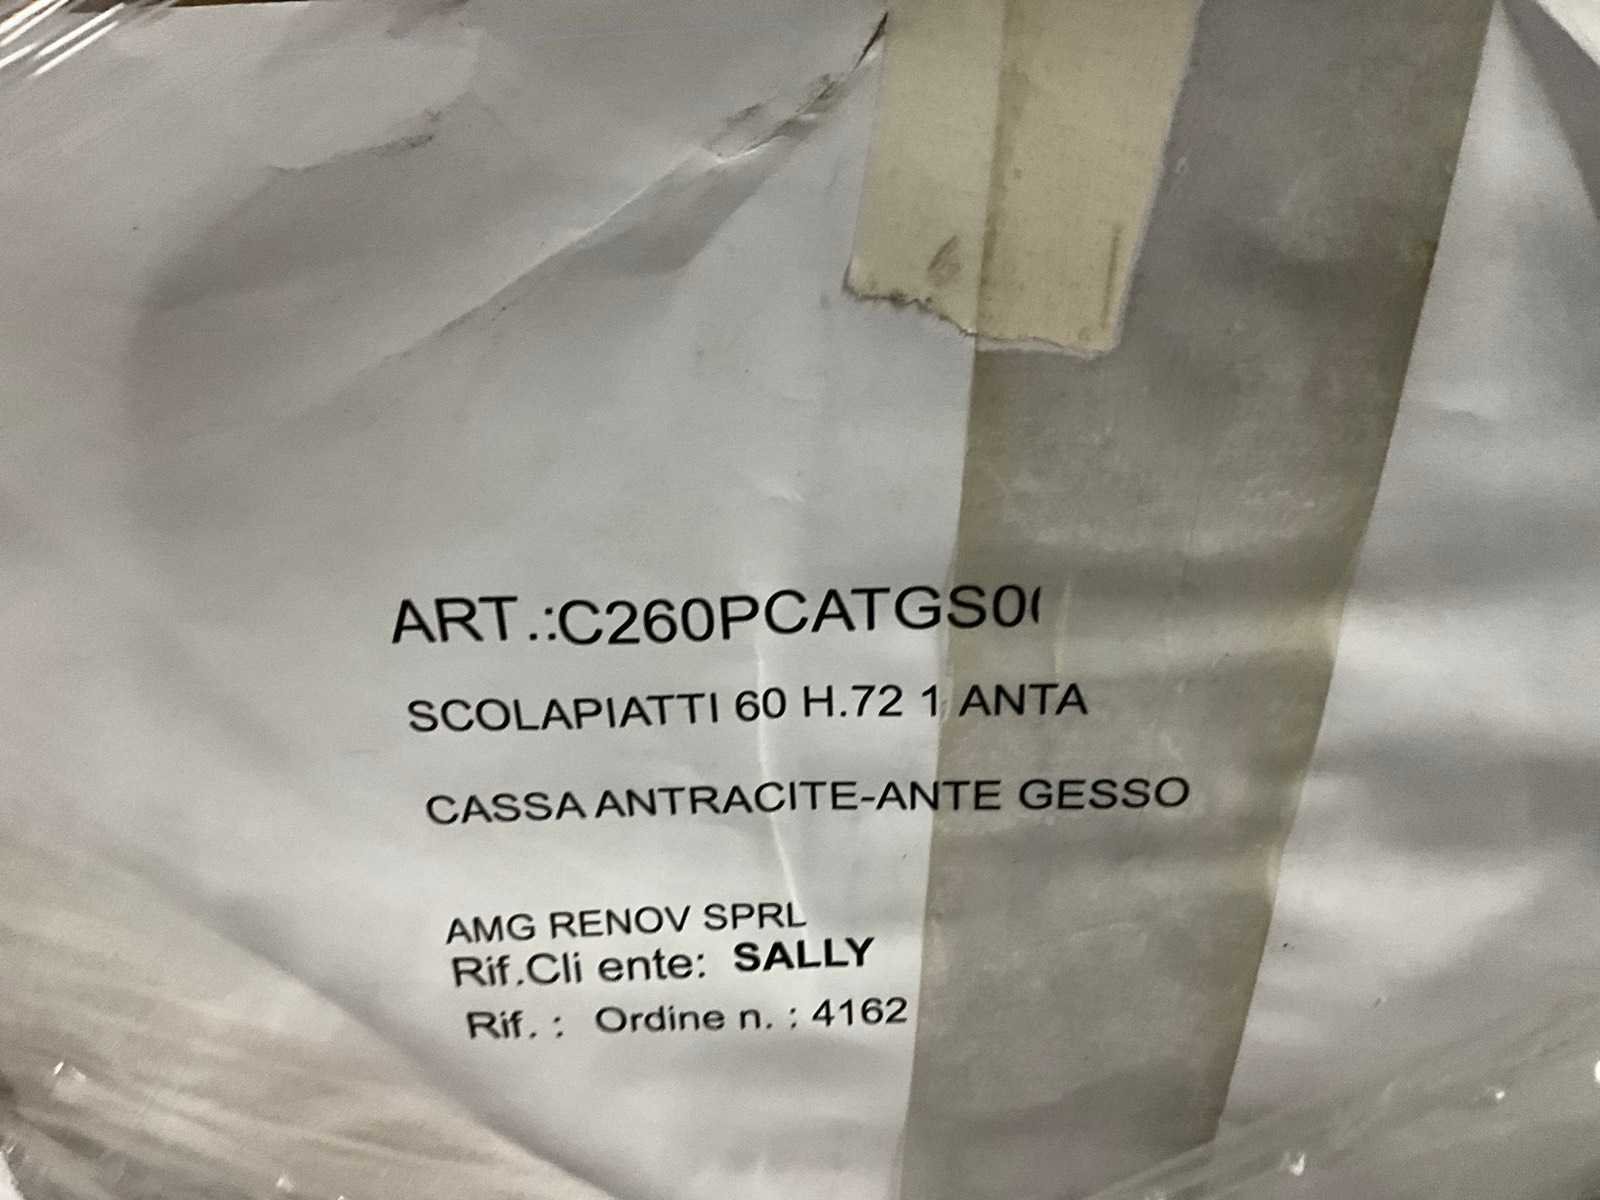 ART.:C260PCATGS0
SCOLAPIATTI 60 H.72 1 ANTA
CASSA ANTRACITE-ANTE GESSO
AMG RENOV SPRL
Rif.Cli ente: SALLY
Rif. : Ordine n. : 4162